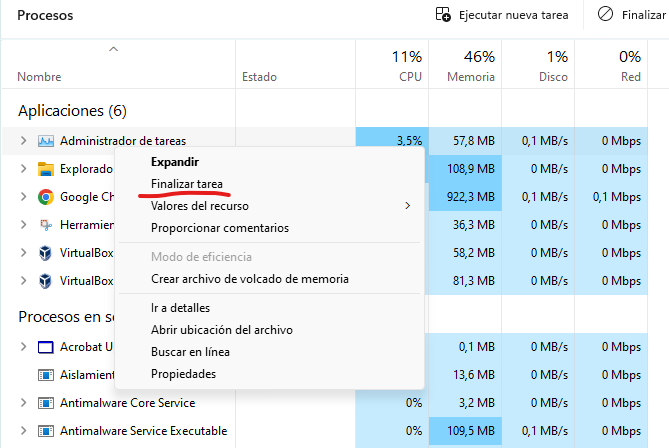 Procesos
Ejecutar nueva tarea
Finalizar
11% 46% 1% 0%
Nombre Estado CPU Memoria Disco Red
Aplicaciones (6)
Administrador de tareas 3,5% 57,8 MB 0,1 MB/s 0 Mbps
Explorado 108,9 MB 0 MB/s 0 Mbps
Google Ch 922,3 MB 0,1 MB/s 0,1 Mbps
Herramien 36,3 MB 0 MB/s 0 Mbps
VirtualBox 58,2 MB 0 MB/s 0 Mbps
VirtualBox 81,3 MB 0 MB/s 0 Mbps
Procesos en se
Acrobat U 0,1 MB 0 MB/s 0 Mbps
Aislamient 13,6 MB 0 MB/s 0 Mbps
Antimalware Core Service 0% 3,2 MB 0 MB/s 0 Mbps
Antimalware Service Executable 0% 109,5 MB 0,1 MB/s 0 Mbps
Expandir
Finalizar tarea
Valores del recurso
Proporcionar comentarios
Modo de eficiencia
Crear archivo de volcado de memoria
Ir a detalles
Abrir ubicación del archivo
Buscar en línea
Propiedades